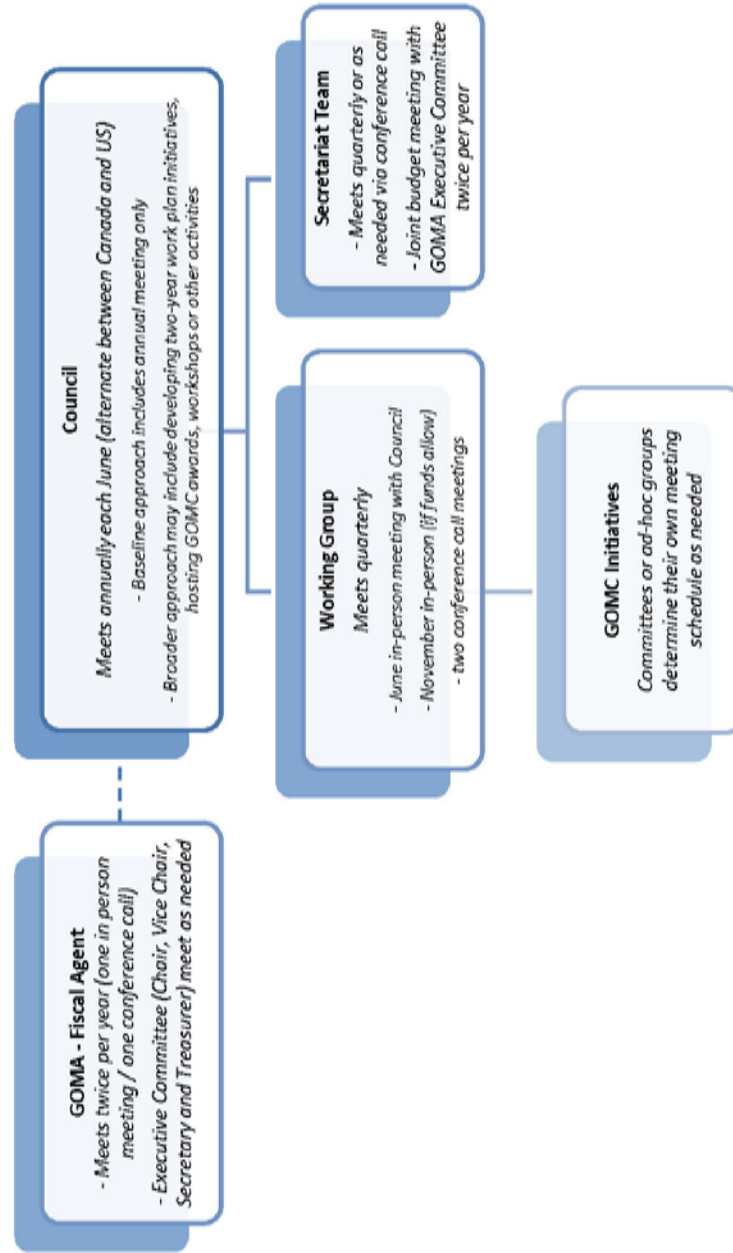 GOMA - Fiscal Agent
- Meets twice per year (one in person
meeting / one conference call)
- Executive Committee (Chair, Vice Chair,
Secretary and Treasurer) meet as needed
Council
Meets annually each June (alternate between Canada and US)
- Baseline approach includes annual meeting only
- Broader approach may include developing two-year work plan initiatives,
hosting GOMC awards, workshops or other activities
Working Group
Meets quarterly
- June in-person meeting with Council
- November in-person (if funds allow)
- two conference call meetings
Secretariat Team
- Meets quarterly or as
needed via conference call
- Joint budget meeting with
GOMA Executive Committee
twice per year
GOMC Initiatives
Committees or ad-hoc groups
determine their own meeting
schedule as needed